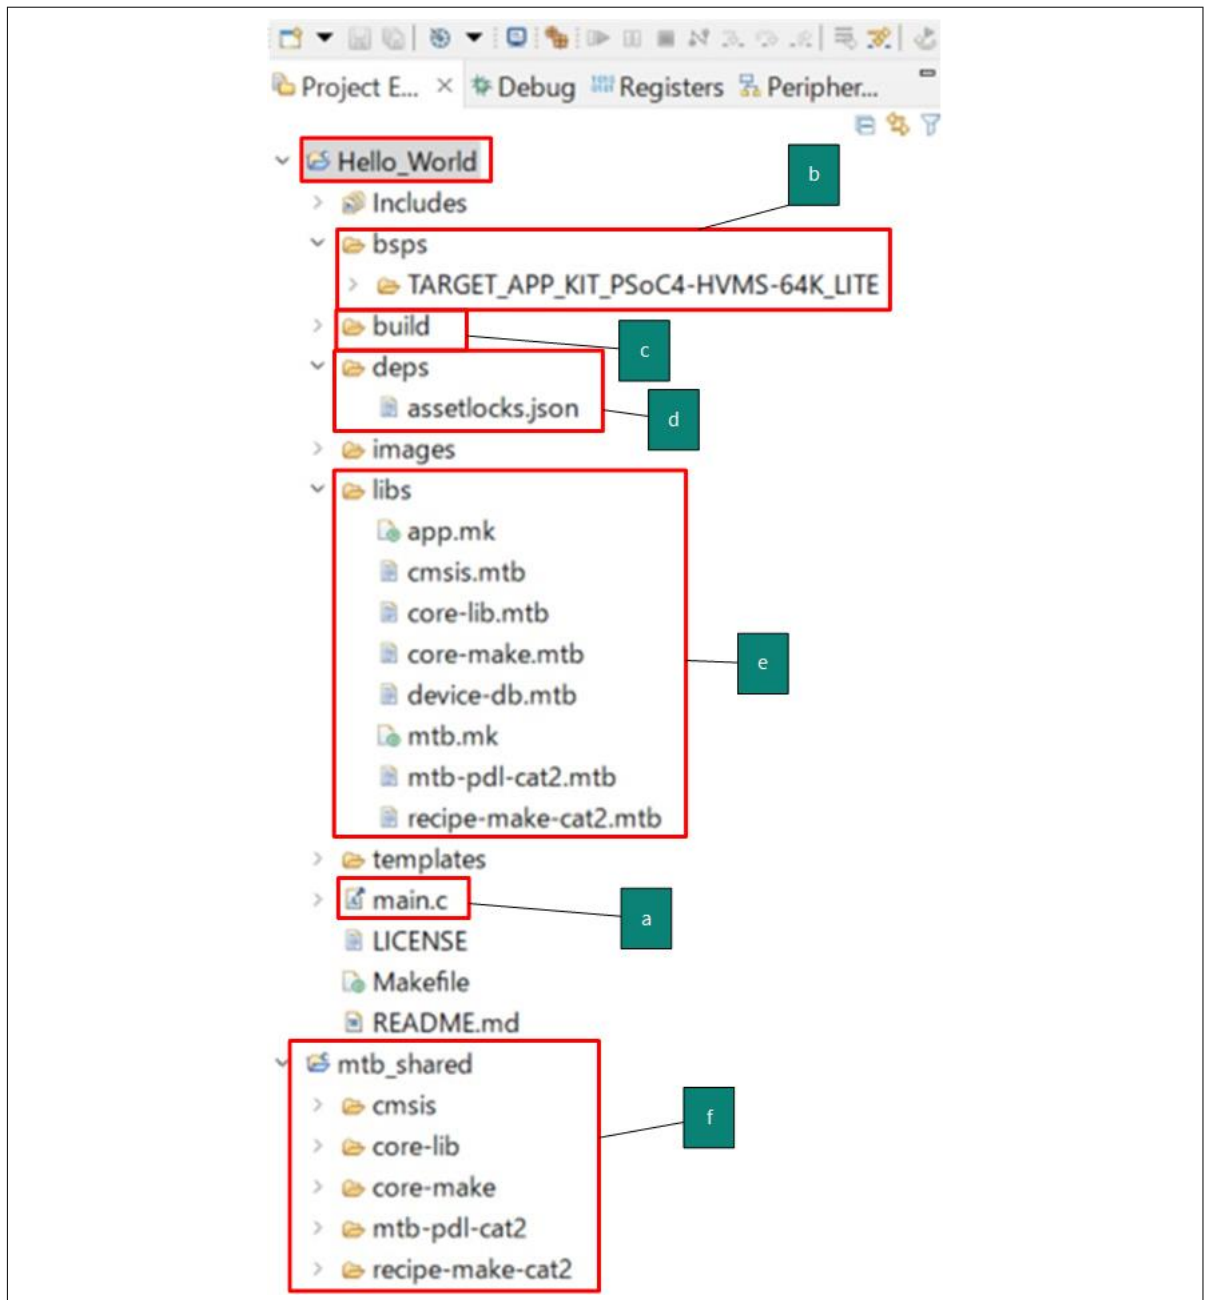 Project E... × Debug Registers Peripher...
Hello_World
b
Includes
bsps
TARGET_APP_KIT_PSoC4-HVMS-64K_LITE
build
c
deps
assetlocks.json
d
images
libs
app.mk
cmsis.mtb
core-lib.mtb
core-make.mtb
e
device-db.mtb
mtb.mk
mtb-pdl-cat2.mtb
recipe-make-cat2.mtb
templates
main.c
a
LICENSE
Makefile
README.md
mtb_shared
cmsis
f
core-lib
core-make
mtb-pdl-cat2
recipe-make-cat2